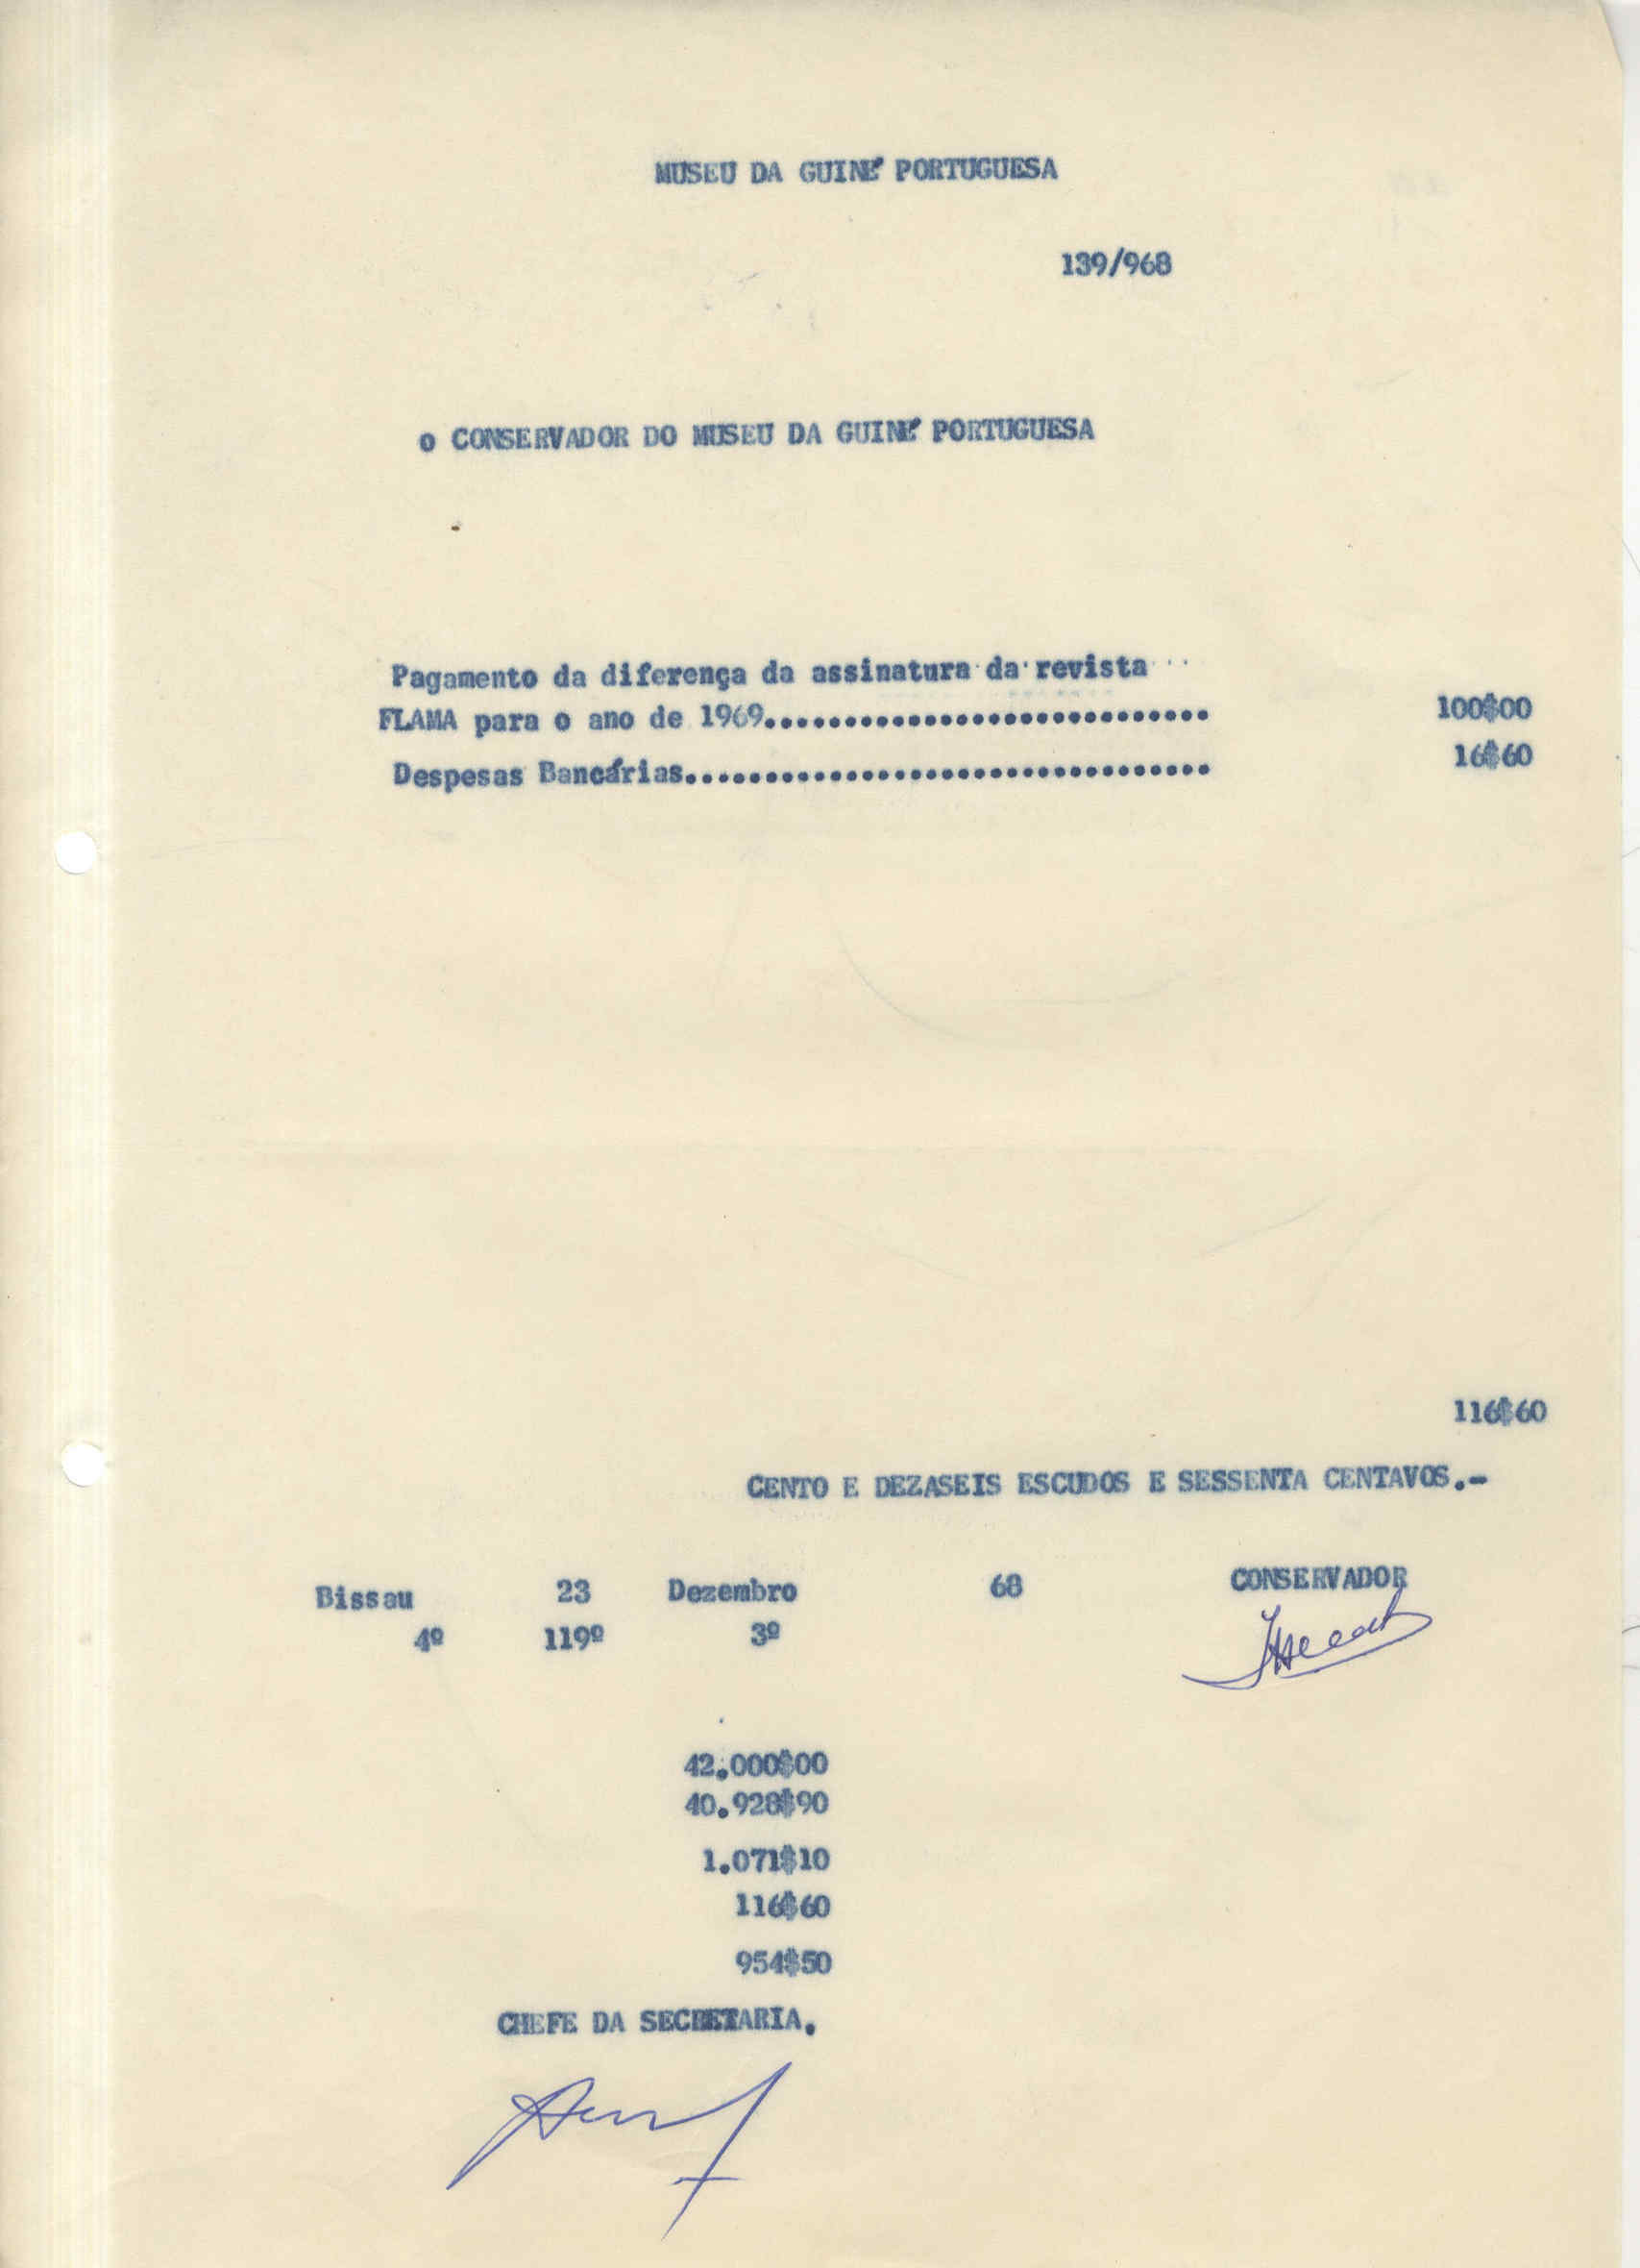 MUSEU DA GUINÉ PORTUGUESA
139/968
O CONSERVADOR DO MUSEU DA GUINÉ PORTUGUESA
Pagamento da diferença da assinatura da revista
FLAMA para o ano de 1969............................ 100$00
Despesas Bancárias................................. 16$60
116$60
CENTO E DEZASEIS ESCUDOS E SESSENTA CENTAVOS.-
Bissau 23 Dezembro 68 CONSERVADOR
4º 119º 3º
42.000$00
40.928$90
1.071$10
116$60
954$50
CHEFE DA SECRETARIA.